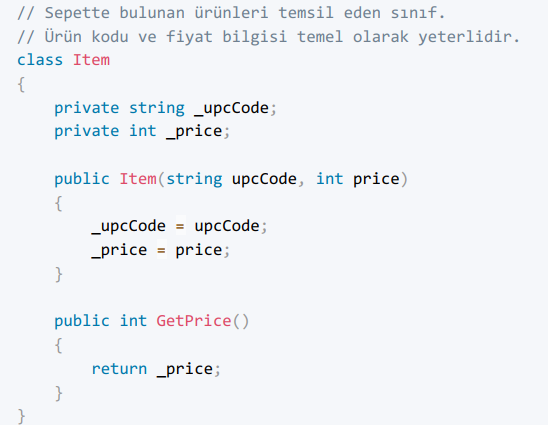 // Sepette bulunan ürünleri temsil eden sınıf.
// Ürün kodu ve fiyat bilgisi temel olarak yeterlidir.
class Item
{
    private string _upcCode;
    private int _price;

    public Item(string upcCode, int price)
    {
        _upcCode = upcCode;
        _price = price;
    }

    public int GetPrice()
    {
        return _price;
    }
}